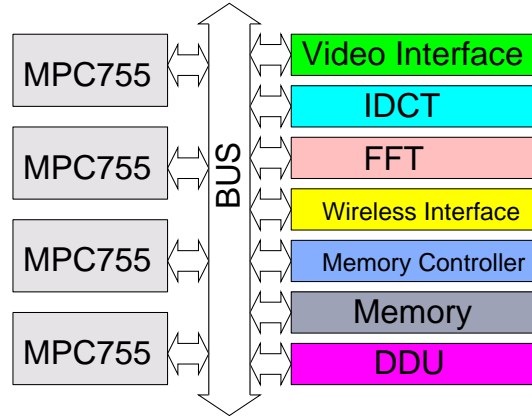 MPC755
MPC755
MPC755
MPC755
BUS
Video Interface
IDCT
FFT
Wireless Interface
Memory Controller
Memory
DDU